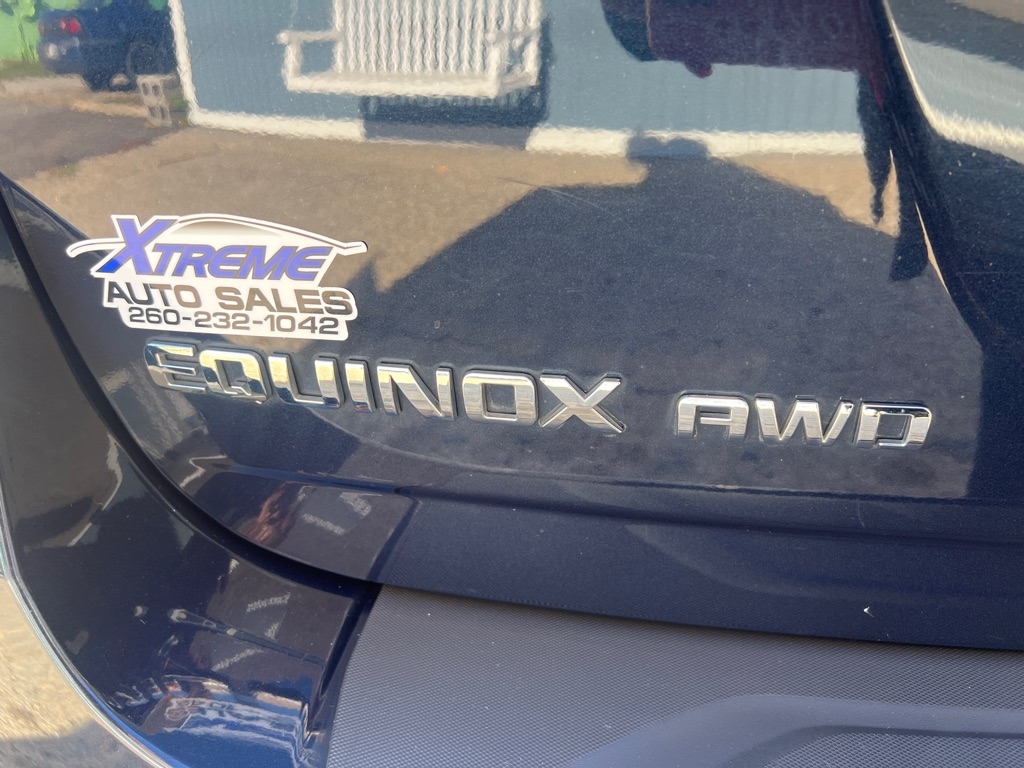 XTREME
AUTO SALES
260-232-1042
EQUINOX AWD